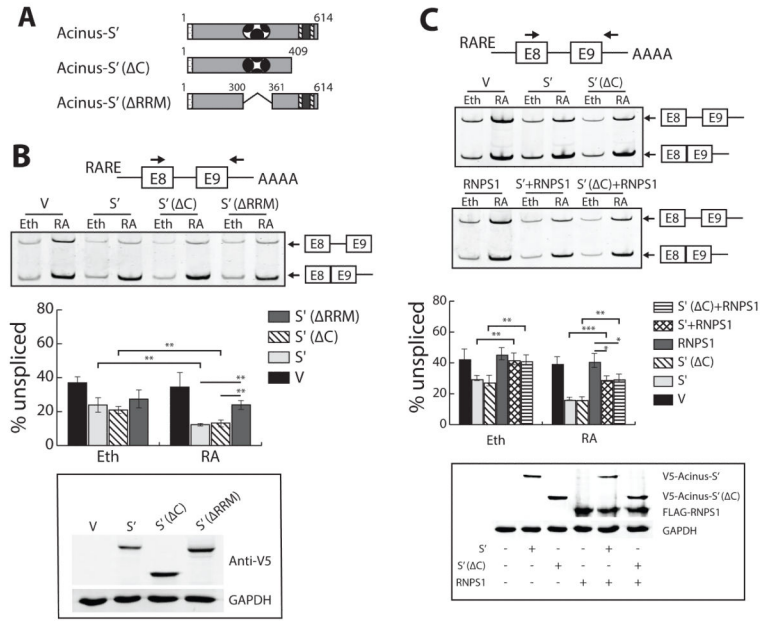 A
1 614
Acinus-S'
1 409
Acinus-S' (ΔC)
1 300 361 614
Acinus-S' (ΔRRM)
B
RARE E8 E9 AAAA
V S' S' (ΔC) S' (ΔRRM)
Eth RA Eth RA Eth RA Eth RA
E8 E9
E8 E9
% unspliced
80
60
40
20
0
** ** ** **
Eth RA
S' (ΔRRM)
S' (ΔC)
S'
V
V S' S' (ΔC) S' (ΔRRM)
Anti-V5
GAPDH
C
RARE E8 E9 AAAA
V S' S' (ΔC)
Eth RA Eth RA Eth RA
E8 E9
E8 E9
RNPS1 S'+RNPS1 S' (ΔC)+RNPS1
Eth RA Eth RA Eth RA
E8 E9
E8 E9
% unspliced
80
60
40
20
0
** ** ** *** * *
Eth RA
S' (ΔC)+RNPS1
S'+RNPS1
RNPS1
S' (ΔC)
S'
V
V5-Acinus-S'
V5-Acinus-S' (ΔC)
FLAG-RNPS1
GAPDH
S' - + - - + -
S' (ΔC) - - + - - +
RNPS1 - - - + + +